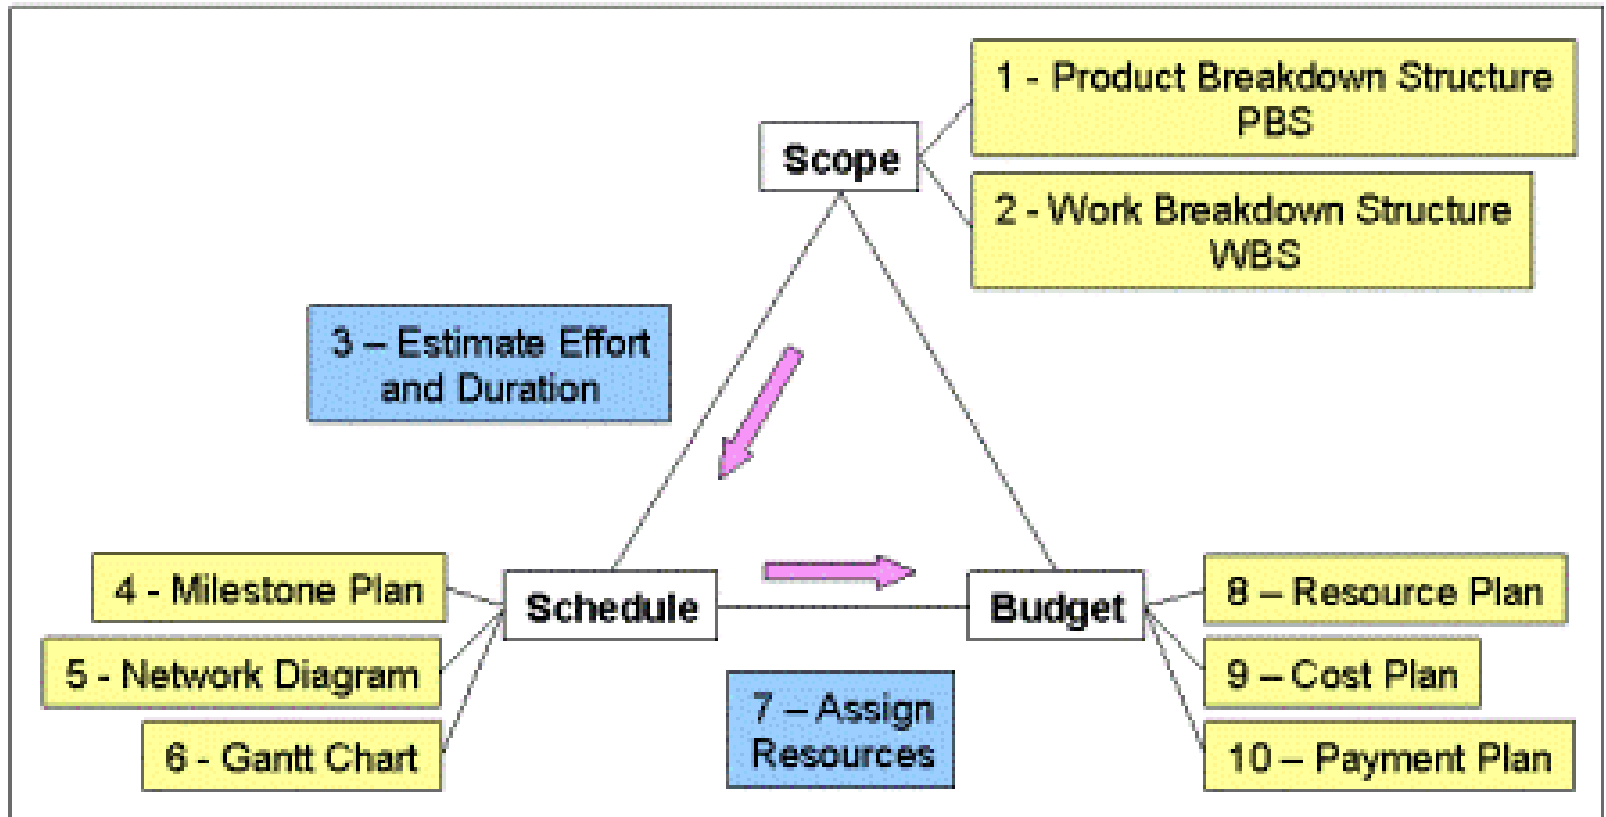 1 - Product Breakdown Structure
PBS
Scope
2 - Work Breakdown Structure
WBS
3 – Estimate Effort
and Duration
4 - Milestone Plan
Schedule
Budget
8 – Resource Plan
5 - Network Diagram
9 – Cost Plan
7 – Assign
Resources
6 - Gantt Chart
10 – Payment Plan